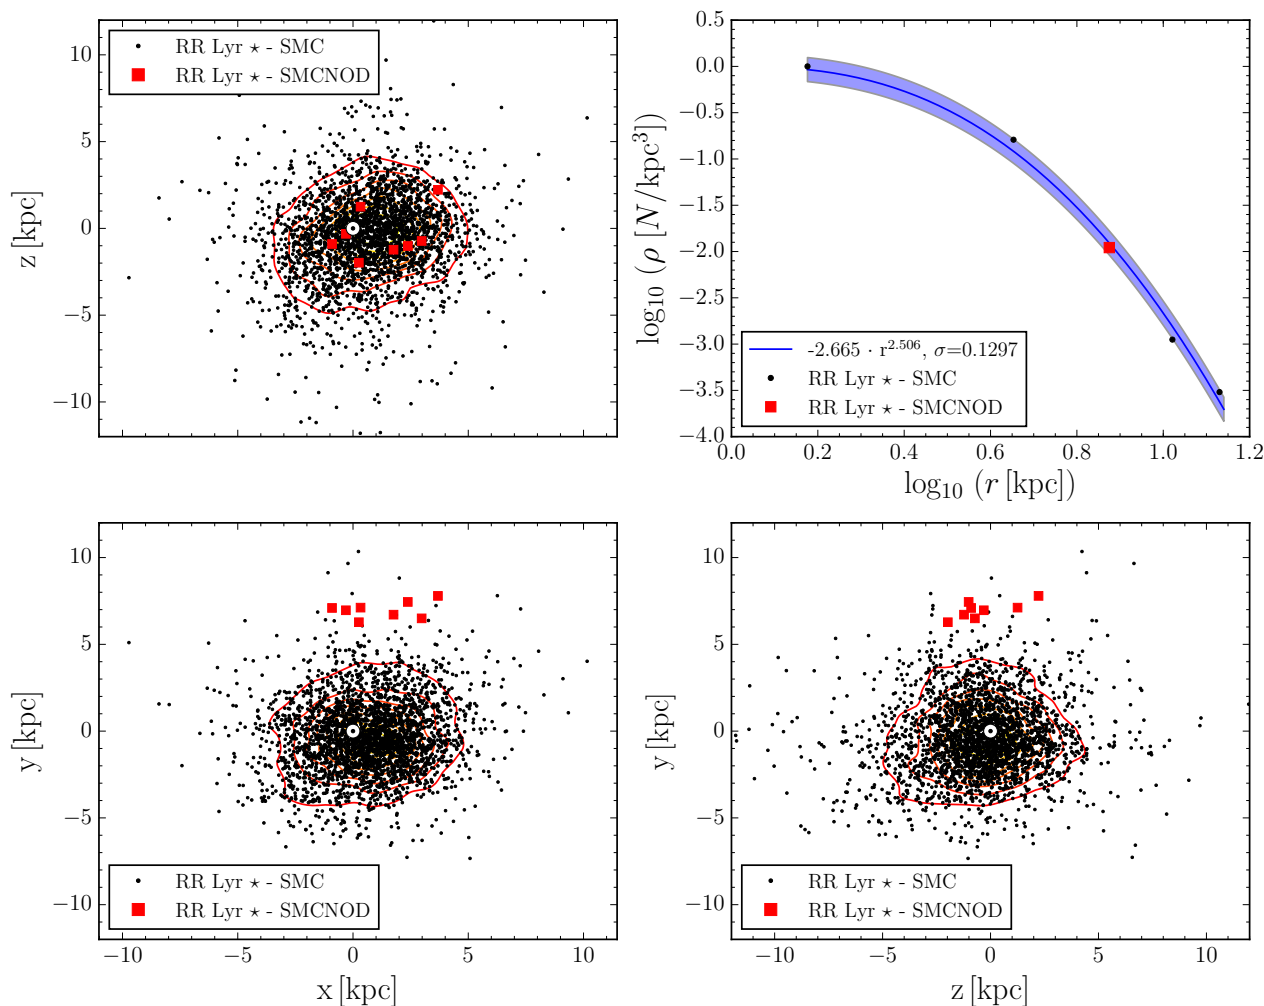 10
5
0
−5
−10
z [kpc]
RR Lyr ⋆ - SMC
RR Lyr ⋆ - SMCNOD
0.5
0.0
−0.5
−1.0
−1.5
−2.0
−2.5
−3.0
−3.5
−4.0
log₁₀ (ρ [N/kpc³])
-2.665 · r^2.506, σ=0.1297
RR Lyr ⋆ - SMC
RR Lyr ⋆ - SMCNOD
0.0 0.2 0.4 0.6 0.8 1.0 1.2
log₁₀ (r [kpc])
10
5
0
−5
−10
y [kpc]
RR Lyr ⋆ - SMC
RR Lyr ⋆ - SMCNOD
−10 −5 0 5 10
x [kpc]
10
5
0
−5
−10
y [kpc]
RR Lyr ⋆ - SMC
RR Lyr ⋆ - SMCNOD
−10 −5 0 5 10
z [kpc]